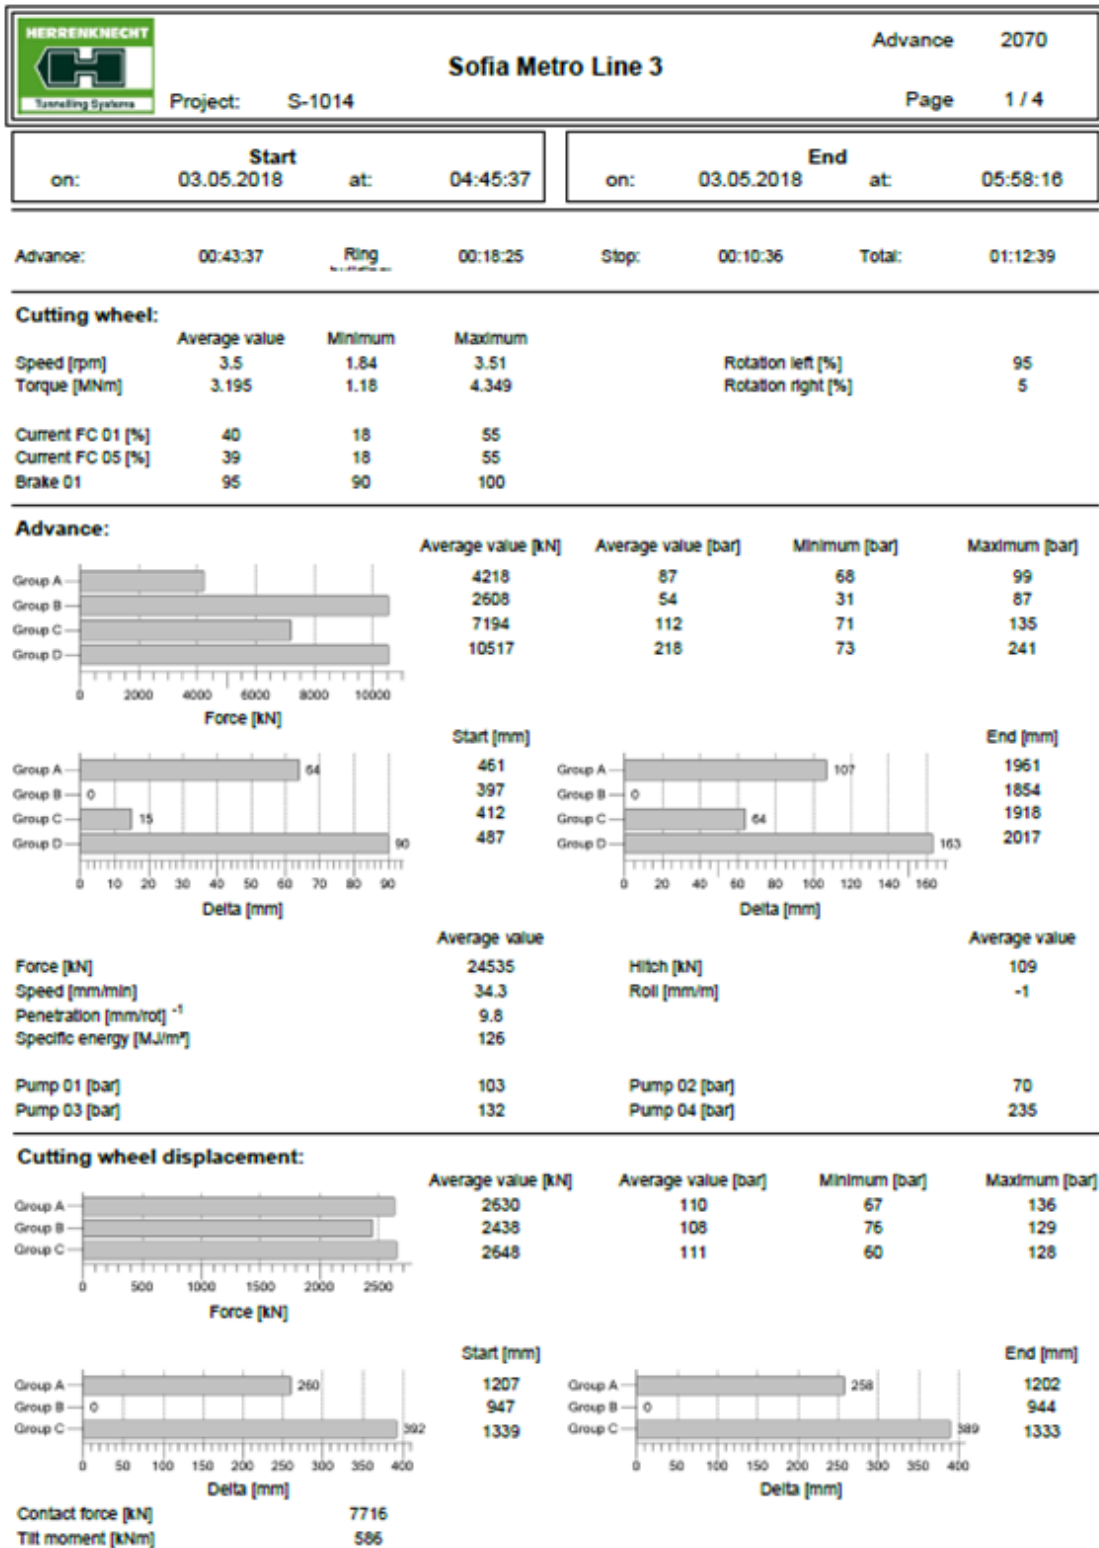 HERRENKNECHT
Tunnelling Systems
Sofia Metro Line 3
Advance 2070
Project: S-1014
Page 1 / 4
Start
End
on: 03.05.2018 at: 04:45:37
on: 03.05.2018 at: 05:58:16
Advance: 00:43:37 Ring 00:18:25 Stop: 00:10:36 Total: 01:12:39
Cutting wheel:
Average value Minimum Maximum
Speed [rpm] 3.5 1.84 3.51 Rotation left [%] 95
Torque [MNm] 3.195 1.18 4.349 Rotation right [%] 5
Current FC 01 [%] 40 18 55
Current FC 05 [%] 39 18 55
Brake 01 95 90 100
Advance:
Average value [kN] Average value [bar] Minimum [bar] Maximum [bar]
Group A 4218 87 68 99
Group B 2608 54 31 87
Group C 7194 112 71 135
Group D 10517 218 73 241
0 2000 4000 6000 8000 10000
Force [kN]
Start [mm] End [mm]
Group A 64 461 Group A 107 1961
Group B 0 397 Group B 0 1854
Group C 15 412 Group C 64 1918
Group D 90 487 Group D 163 2017
0 10 20 30 40 50 60 70 80 90 0 20 40 60 80 100 120 140 160
Delta [mm] Delta [mm]
Average value Average value
Force [kN] 24535 Hitch [kN] 109
Speed [mm/min] 34.3 Roll [mm/m] -1
Penetration [mm/rot] -1 9.8
Specific energy [MJ/m³] 126
Pump 01 [bar] 103 Pump 02 [bar] 70
Pump 03 [bar] 132 Pump 04 [bar] 235
Cutting wheel displacement:
Average value [kN] Average value [bar] Minimum [bar] Maximum [bar]
Group A 2630 110 67 136
Group B 2438 108 76 129
Group C 2648 111 60 128
0 500 1000 1500 2000 2500
Force [kN]
Start [mm] End [mm]
Group A 260 1207 Group A 258 1202
Group B 0 947 Group B 0 944
Group C 392 1339 Group C 389 1333
0 50 100 150 200 250 300 350 400 0 50 100 150 200 250 300 350 400
Delta [mm] Delta [mm]
Contact force [kN] 7716
Tilt moment [kNm] 586